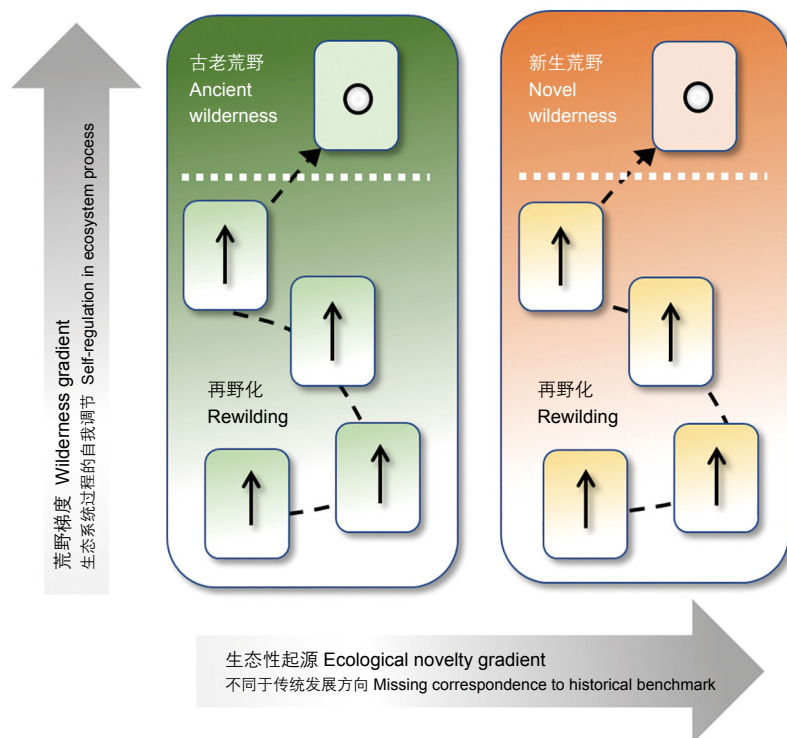 古老荒野
Ancient
wilderness
再野化
Rewilding
新生荒野
Novel
wilderness
再野化
Rewilding
荒野梯度 Wilderness gradient
生态系统过程的自我调节 Self-regulation in ecosystem process
生态性起源 Ecological novelty gradient
不同于传统发展方向 Missing correspondence to historical benchmark